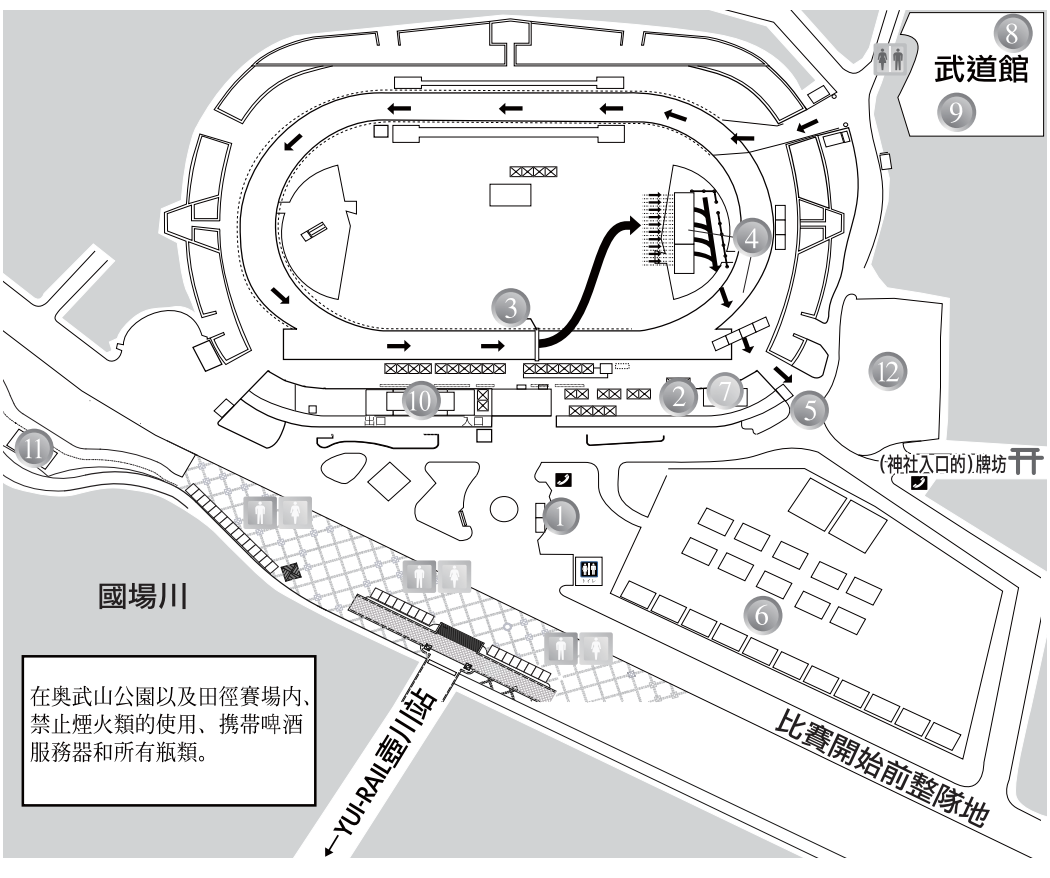 8
武道館
9
4
3
12
10
2
7
5
出口
入口
11
(神社入口的)牌坊
1
トイレ
6
國場川
在奧武山公園以及田徑賽場内、
禁止煙火類的使用、携帶啤酒
服務器和所有瓶類。
←YUI-RAIL壺川站
比賽開始前整隊地